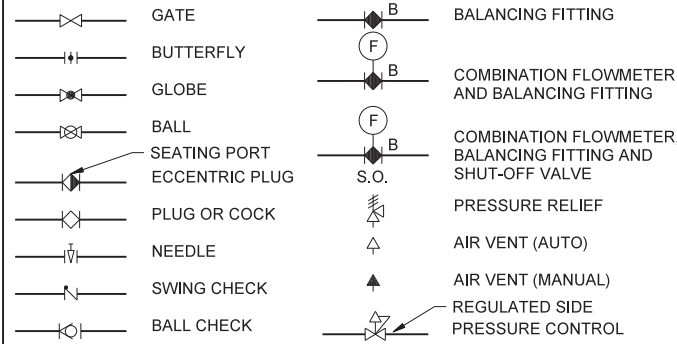 GATE
BUTTERFLY
GLOBE
BALL
SEATING PORT
ECCENTRIC PLUG
PLUG OR COCK
NEEDLE
SWING CHECK
BALL CHECK
B
BALANCING FITTING
F
B
COMBINATION FLOWMETER
AND BALANCING FITTING
F
B
S.O.
COMBINATION FLOWMETER,
BALANCING FITTING AND
SHUT-OFF VALVE
PRESSURE RELIEF
AIR VENT (AUTO)
AIR VENT (MANUAL)
REGULATED SIDE
PRESSURE CONTROL